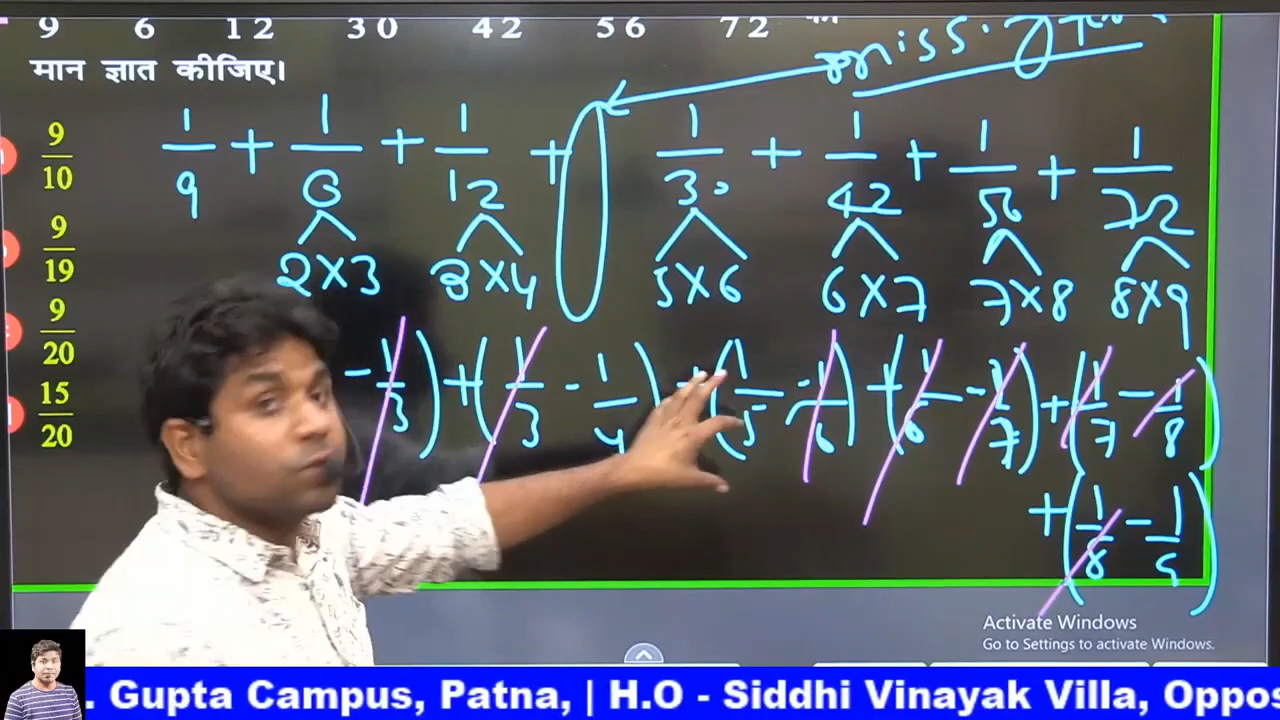 9 6 12 30 42 56 72 का
मान ज्ञात कीजिए।
miss.
9/10
9/19
9/20
15/20
1/9 + 1/6 + 1/12 + 1/30 + 1/42 + 1/56 + 1/72
2×3 3×4 5×6 6×7 7×8 8×9
- 1/3) + (1/3 - 1/4) + (1/5 - 1/6) + (1/6 - 1/7) + (1/7 - 1/8)
+ (1/8 - 1/9)
Activate Windows
Go to Settings to activate Windows.
. Gupta Campus, Patna, | H.O - Siddhi Vinayak Villa, Oppos